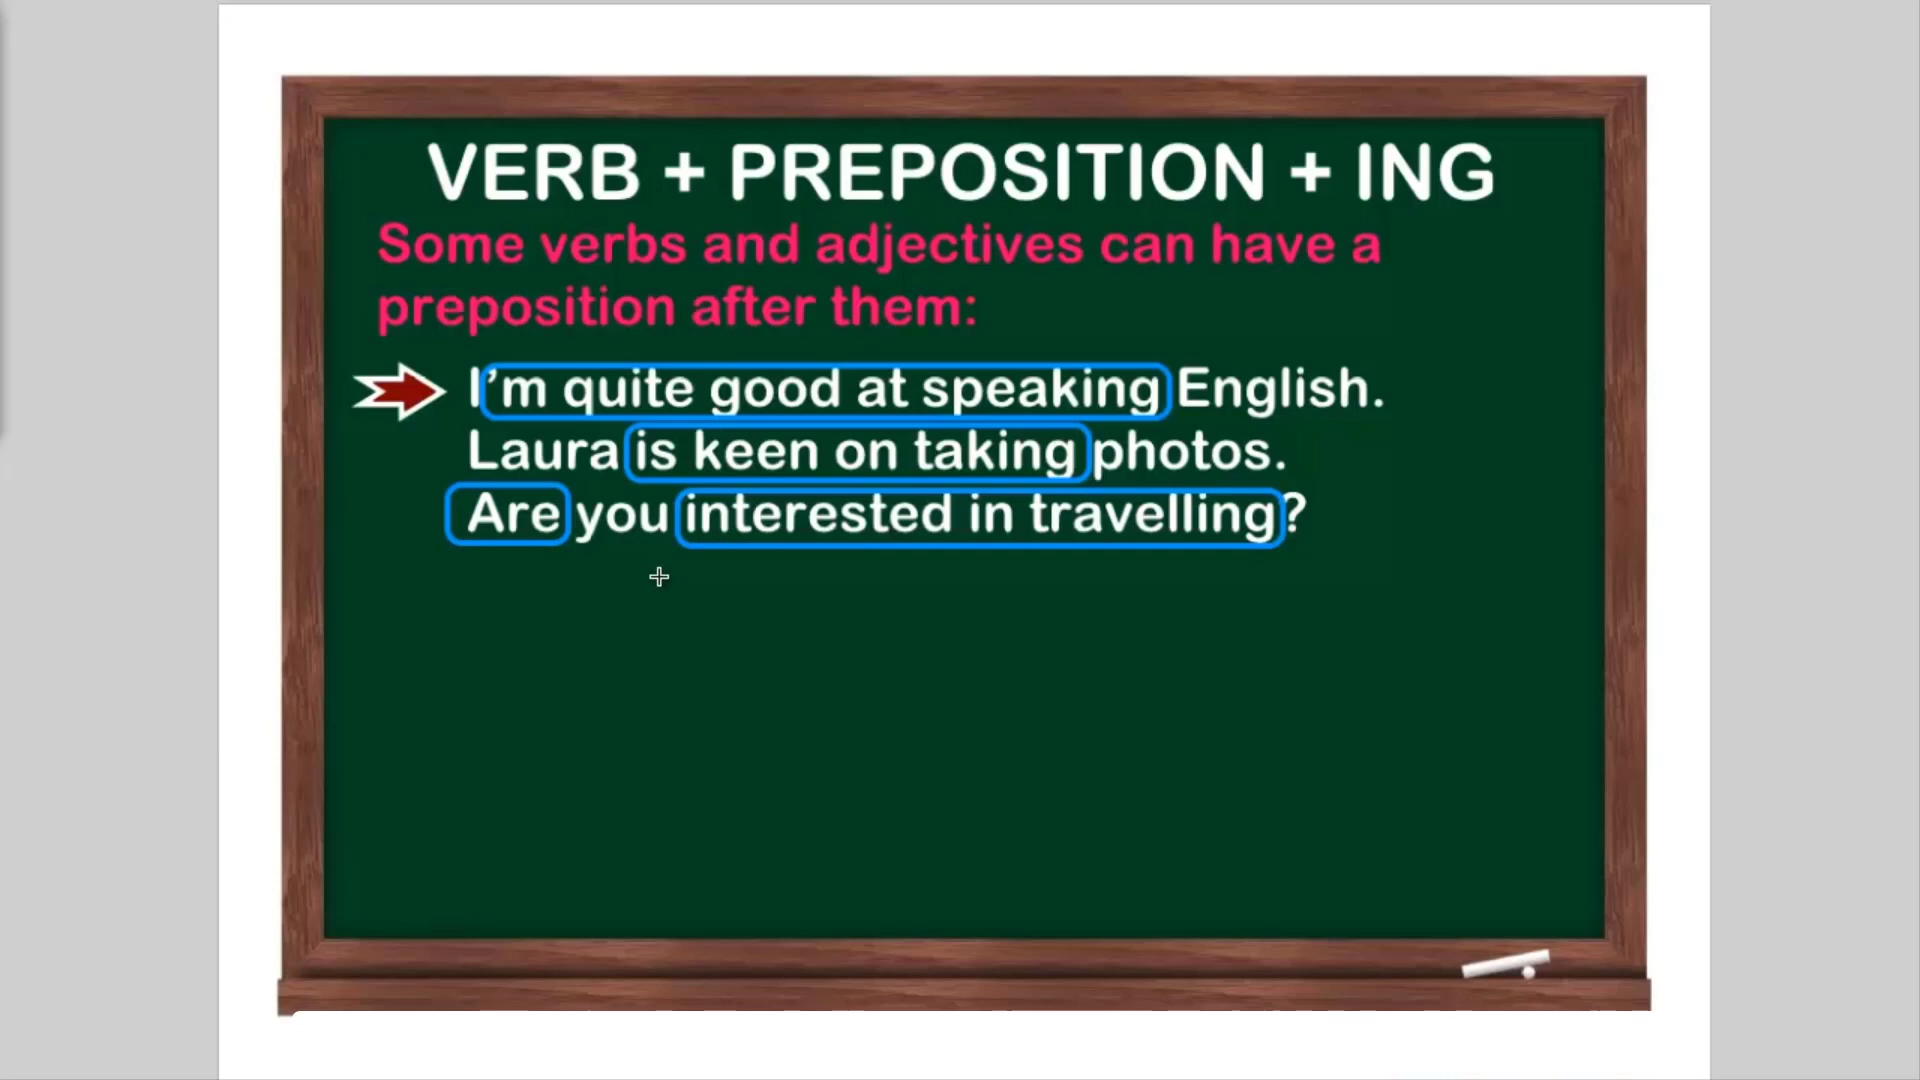 VERB + PREPOSITION + ING
Some verbs and adjectives can have a
preposition after them:
I'm quite good at speaking English.
Laura is keen on taking photos.
Are you interested in travelling?